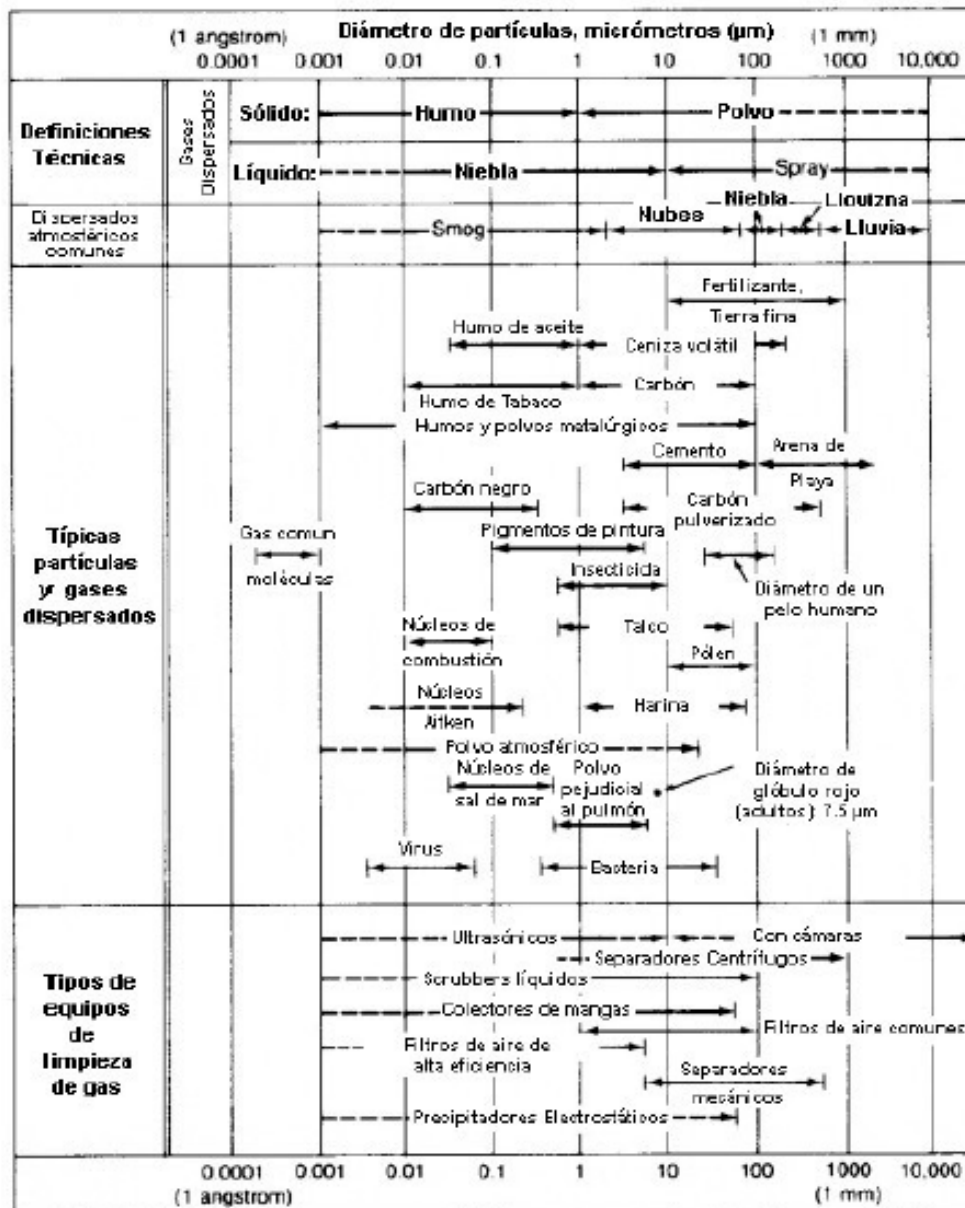 Diámetro de partículas, micrómetros (µm)
(1 angstrom) (1 mm)
0.0001 0.001 0.01 0.1 1 10 100 1000 10,000
Definiciones
Técnicas
Gases
Dispersados
Sólido: Humo Polvo
Líquido: Niebla Spray
Dispersados
atmosféricos
comunes
Smog Nubes Niebla Llovizna Lluvia
Típicas
partículas
y gases
dispersados
Fertilizante,
Tierra fina
Humo de aceite
Ceniza volátil
Carbón
Humo de Tabaco
Humos y polvos metalúrgicos
Cemento
Arena de
Playa
Carbón negro
Carbón
pulverizado
Gas comun
moléculas
Pigmentos de pintura
Insecticida
Diámetro de un
pelo humano
Núcleos de
combustión
Talco
Pólen
Núcleos
Aitken
Harina
Polvo atmosférico
Núcleos de
sal de mar
Polvo
pejudicial
al pulmón
Diámetro de
glóbulo rojo
(adultos) 7.5 µm
Virus
Bacteria
Tipos de
equipos
de
limpieza
de gas
Ultrasónicos
Con cámaras
Separadores Centrífugos
Scrubbers líquidos
Colectores de mangas
Filtros de aire comunes
Filtros de aire de
alta eficiencia
Separadores
mecánicos
Precipitadores Electrostáticos
0.0001 0.001 0.01 0.1 1 10 100 1000 10,000
(1 angstrom) (1 mm)